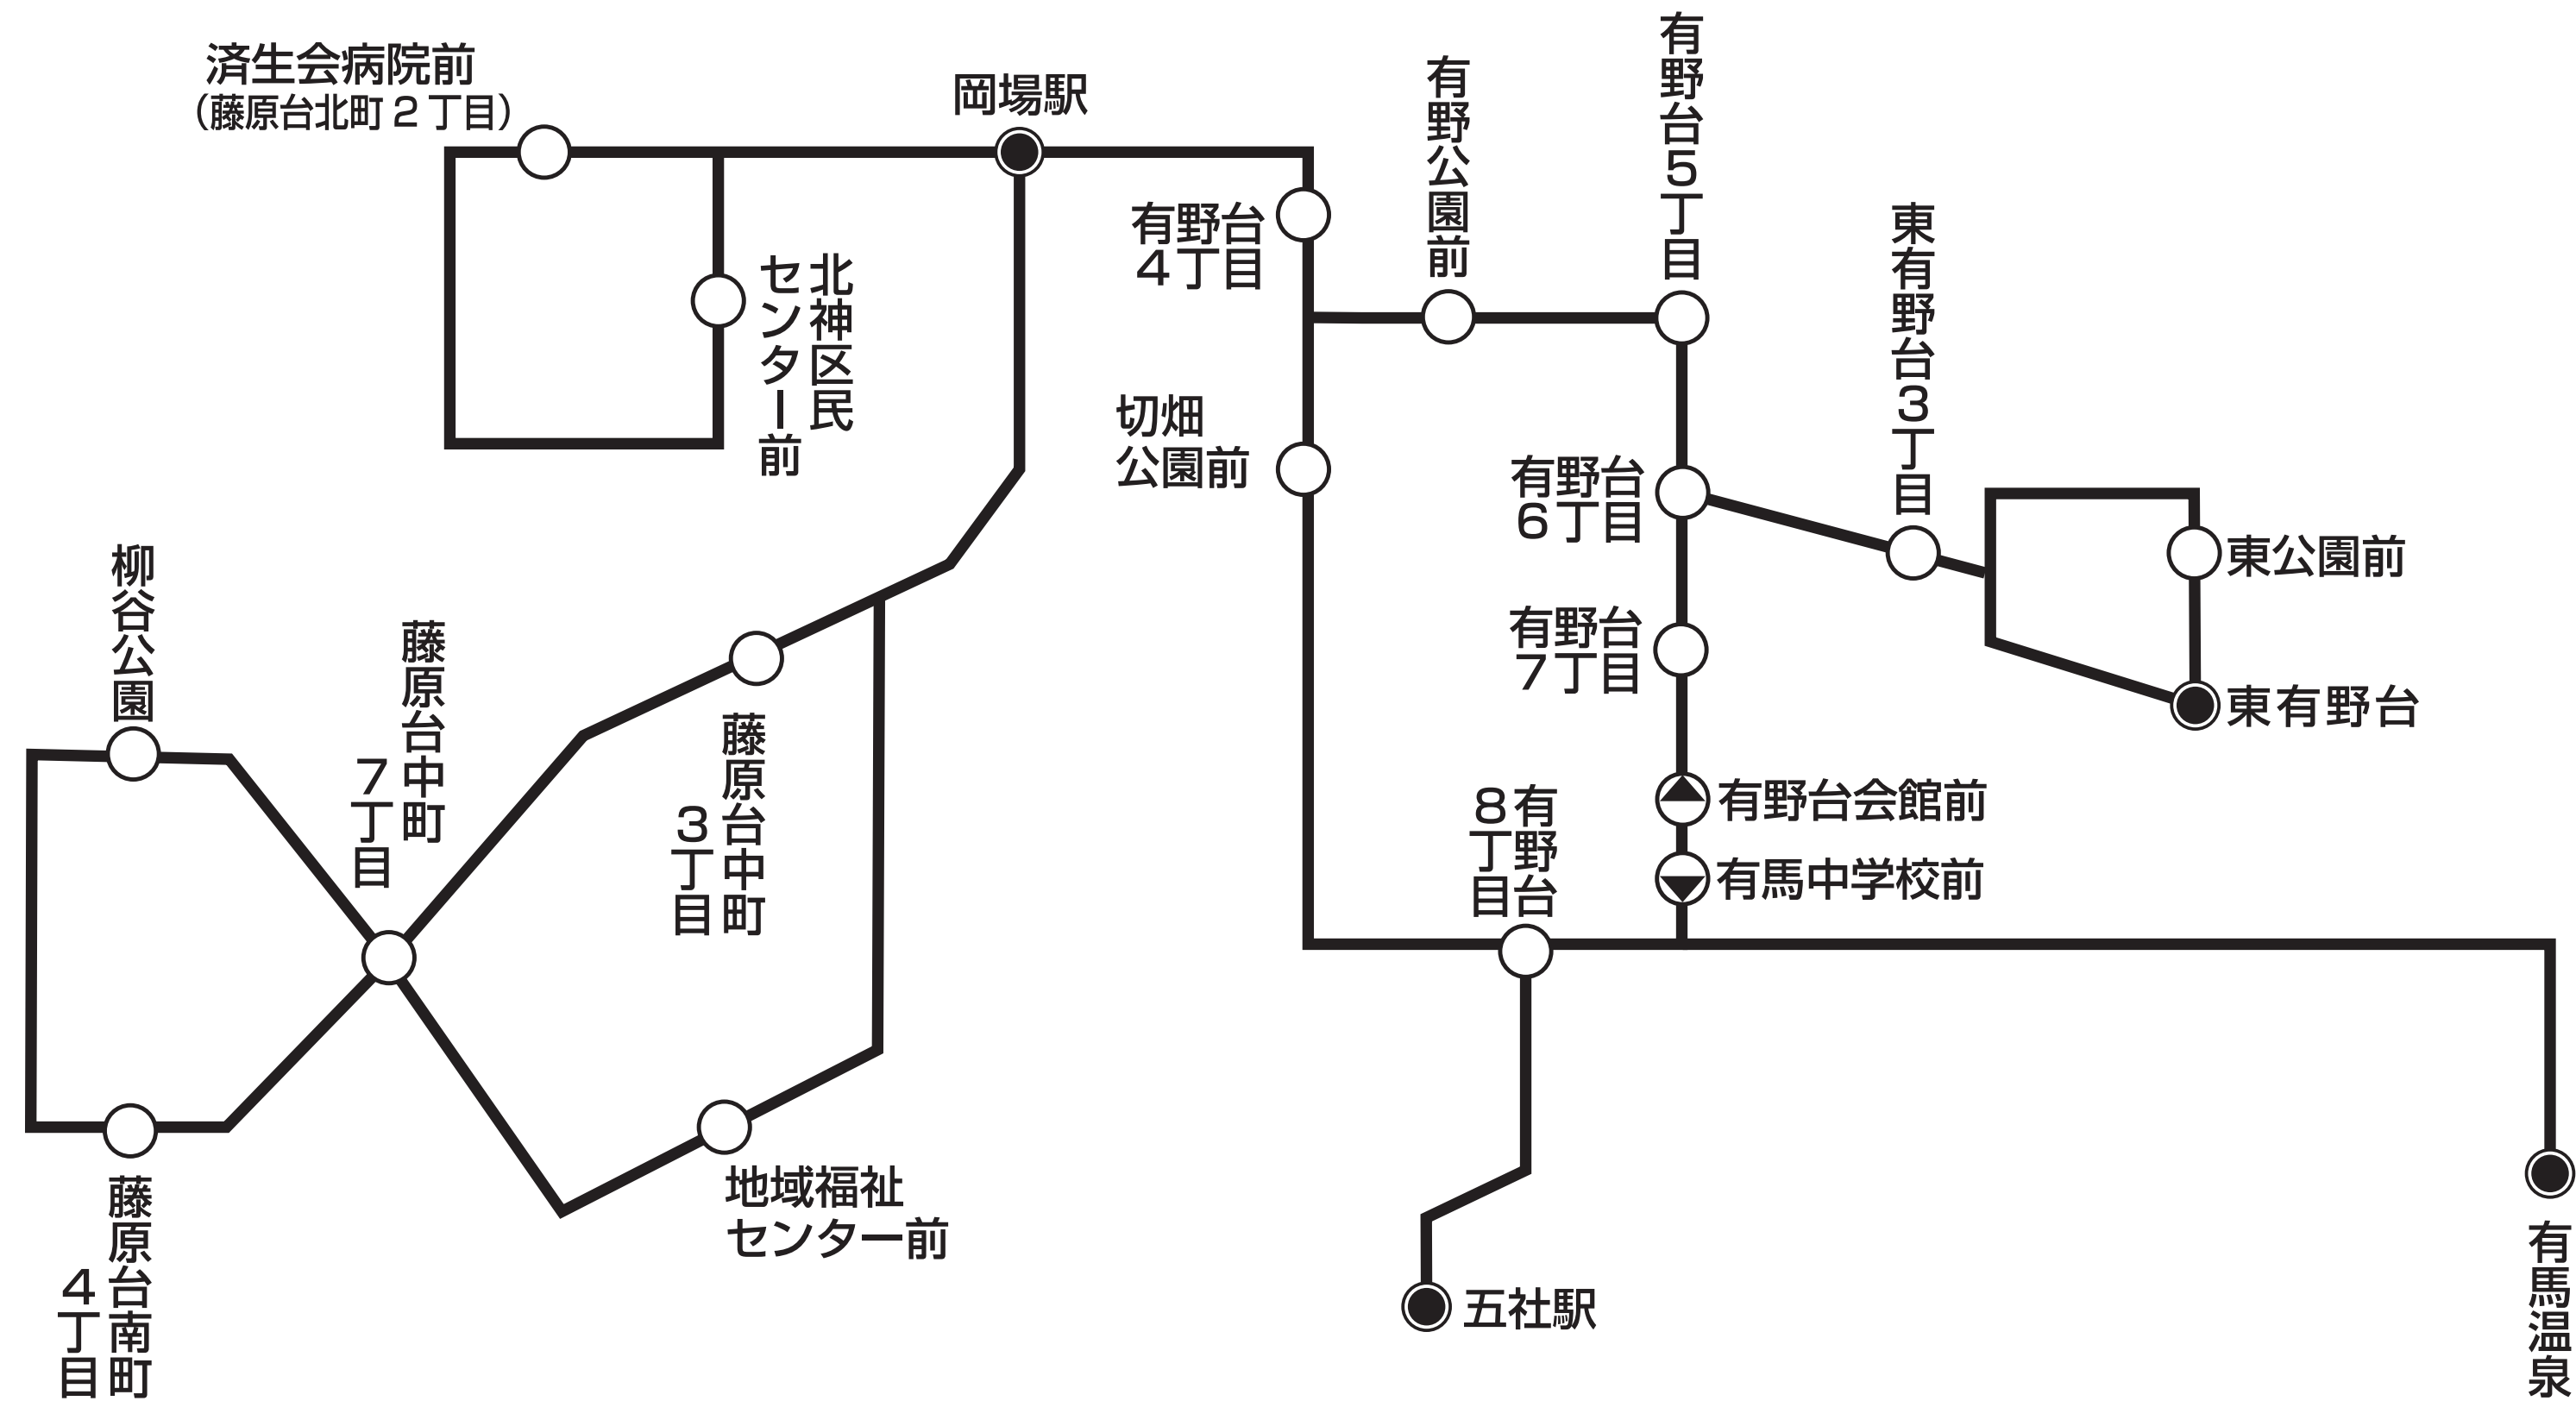 済生会病院前
（藤原台北町２丁目）
岡場駅
北神区民
センター前
有野台
4丁目
有野公園前
有野台5丁目
東有野台3丁目
切畑
公園前
有野台
6丁目
東公園前
有野台
7丁目
東有野台
柳谷公園
藤原台中町
7丁目
藤原台中町
3丁目
有野台
8丁目
有野台会館前
有馬中学校前
地域福祉
センター前
藤原台南町
4丁目
五社駅
有馬温泉